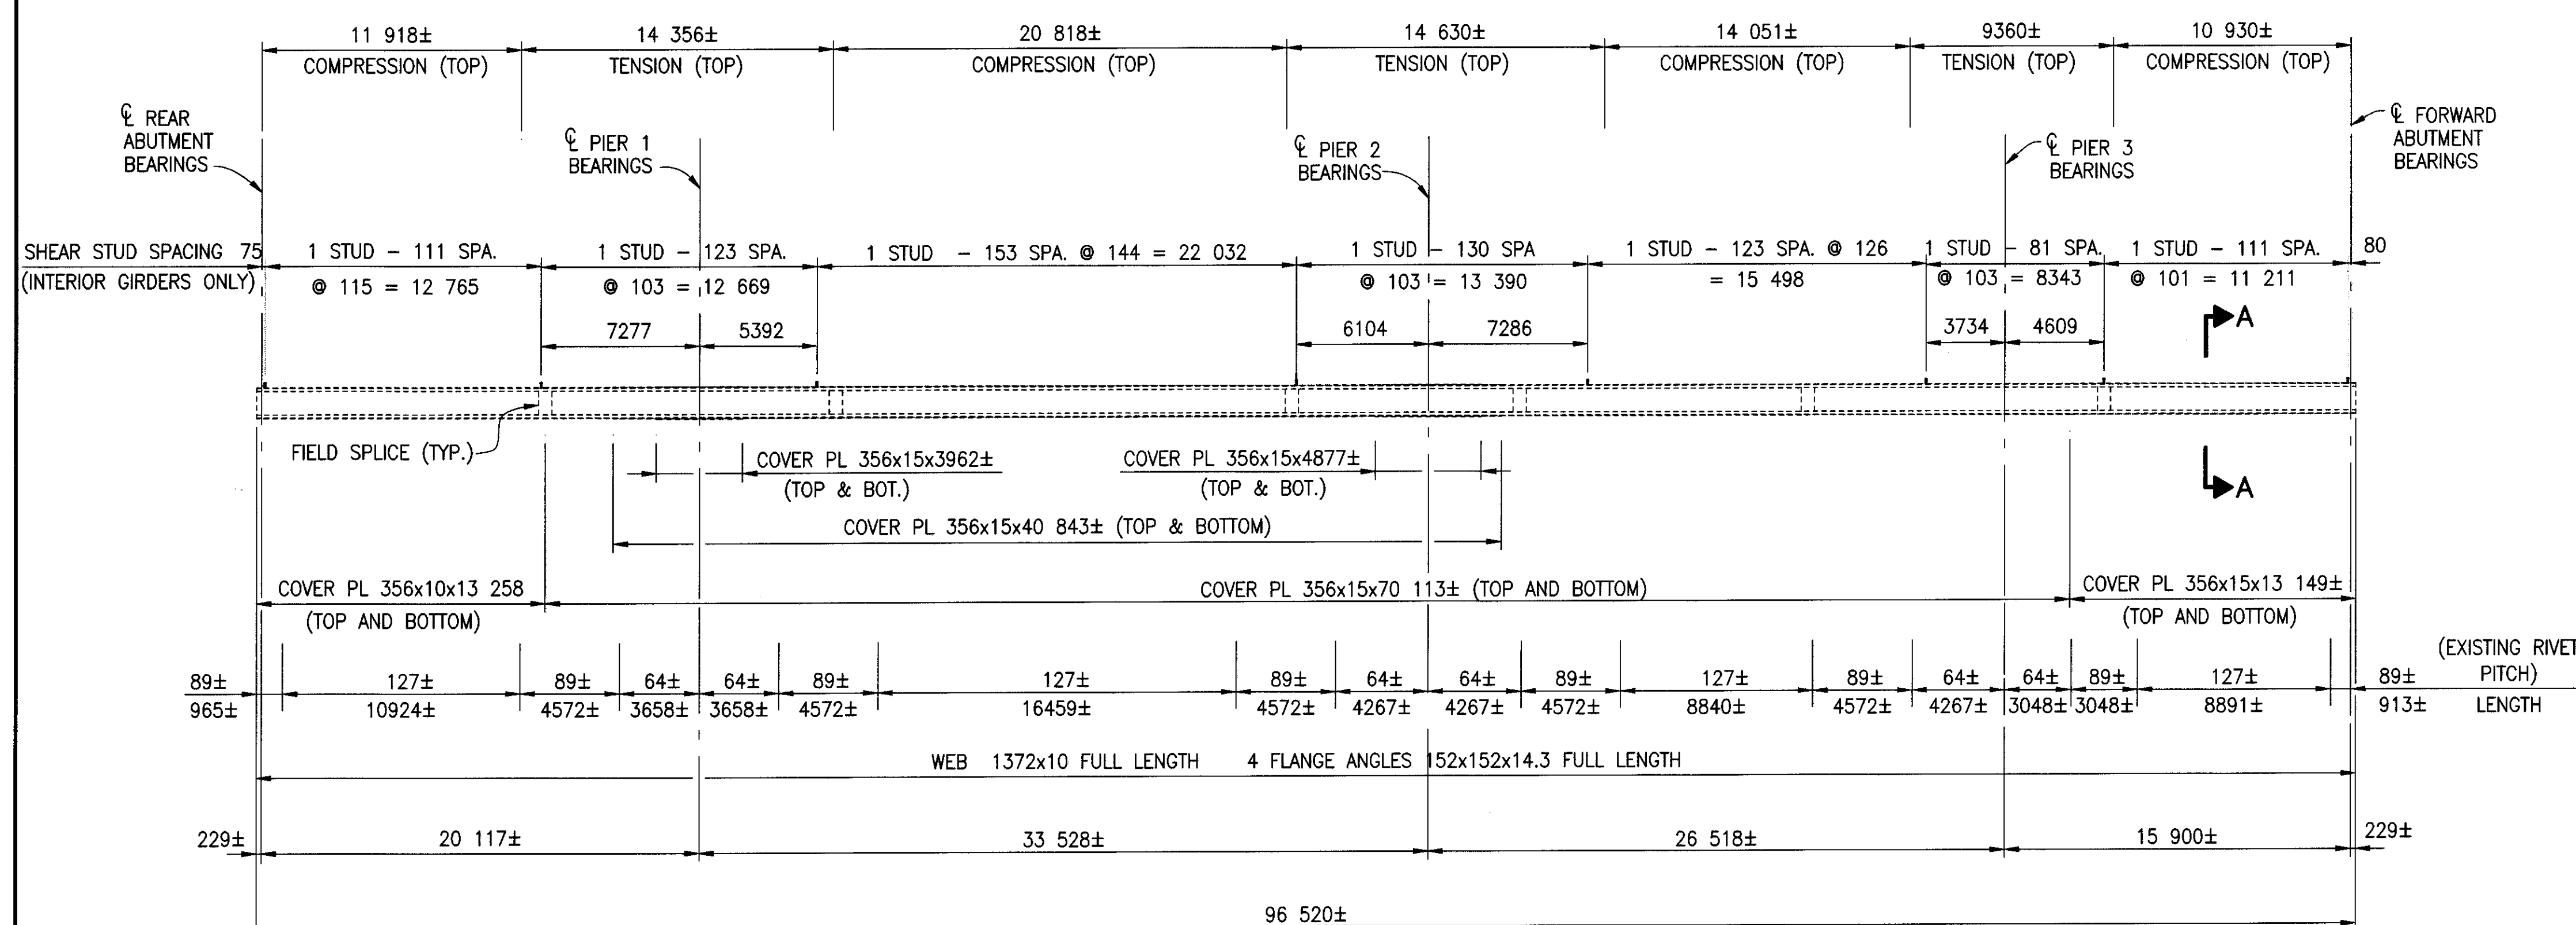 11 918± 14 356± 20 818± 14 630± 14 051± 9360± 10 930±
COMPRESSION (TOP) TENSION (TOP) COMPRESSION (TOP) TENSION (TOP) COMPRESSION (TOP) TENSION (TOP) COMPRESSION (TOP)
℄ REAR
ABUTMENT
BEARINGS
℄ PIER 1
BEARINGS
℄ PIER 2
BEARINGS
℄ PIER 3
BEARINGS
℄ FORWARD
ABUTMENT
BEARINGS
SHEAR STUD SPACING 75
(INTERIOR GIRDERS ONLY)
1 STUD – 111 SPA.
@ 115 = 12 765
1 STUD – 123 SPA.
@ 103 = 12 669
1 STUD – 153 SPA. @ 144 = 22 032
1 STUD – 130 SPA
@ 103 = 13 390
1 STUD – 123 SPA. @ 126
= 15 498
1 STUD – 81 SPA.
@ 103 = 8343
1 STUD – 111 SPA.
@ 101 = 11 211
80
7277 5392 6104 7286 3734 4609
A
FIELD SPLICE (TYP.)
COVER PL 356x15x3962±
(TOP & BOT.)
COVER PL 356x15x4877±
(TOP & BOT.)
A
COVER PL 356x15x40 843± (TOP & BOTTOM)
COVER PL 356x10x13 258
(TOP AND BOTTOM)
COVER PL 356x15x70 113± (TOP AND BOTTOM)
COVER PL 356x15x13 149±
(TOP AND BOTTOM)
(EXISTING RIVET
PITCH)
89± 127± 89± 64± 64± 89± 127± 89± 64± 64± 89± 127± 89± 64± 64± 89± 127± 89±
965± 10924± 4572± 3658± 3658± 4572± 16459± 4572± 4267± 4267± 4572± 8840± 4572± 4267± 3048± 3048± 8891± 913± LENGTH
WEB 1372x10 FULL LENGTH 4 FLANGE ANGLES 152x152x14.3 FULL LENGTH
229± 20 117± 33 528± 26 518± 15 900± 229±
96 520±